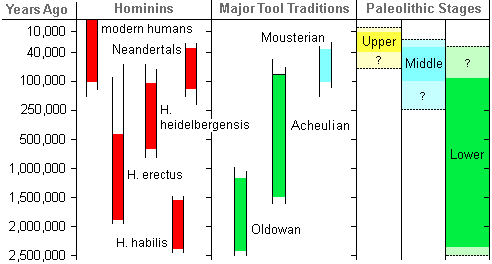 Years Ago Hominins Major Tool Traditions Paleolithic Stages
10,000
40,000
100,000
250,000
500,000
1,000,000
1,500,000
2,000,000
2,500,000
modern humans
Neandertals
H.
heidelbergensis
H. erectus
H. habilis
Mousterian
Acheulian
Oldowan
Upper
?
Middle
?
?
Lower